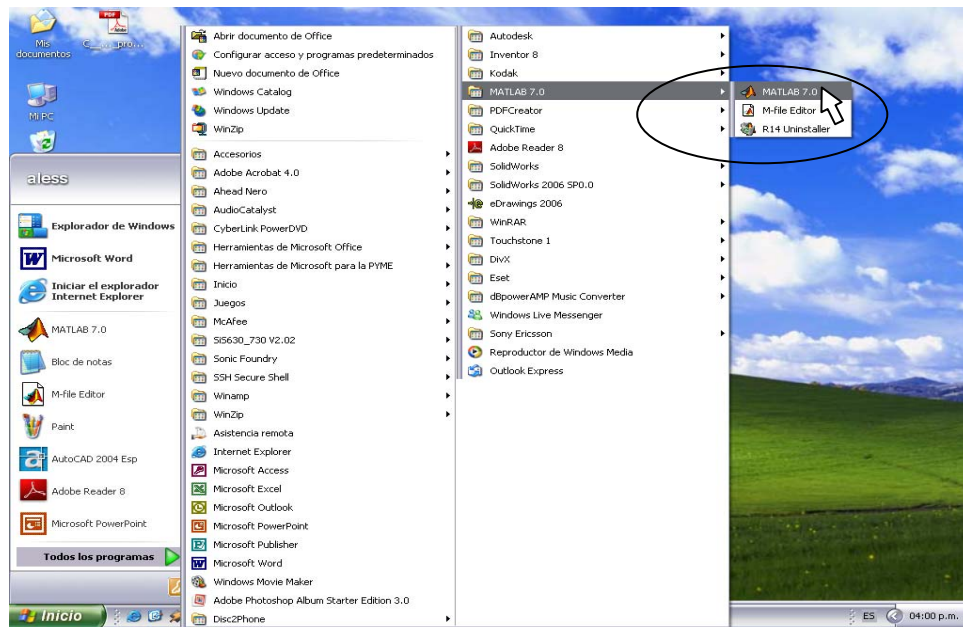 Mis
documentos
C__..._pro...
Mi PC
aless
Explorador de Windows
Microsoft Word
Iniciar el explorador
Internet Explorer
MATLAB 7.0
Bloc de notas
M-file Editor
Paint
AutoCAD 2004 Esp
Adobe Reader 8
Microsoft PowerPoint
Todos los programas
Inicio
Abrir documento de Office
Configurar acceso y programas predeterminados
Nuevo documento de Office
Windows Catalog
Windows Update
WinZip
Accesorios
Adobe Acrobat 4.0
Ahead Nero
AudioCatalyst
CyberLink PowerDVD
Herramientas de Microsoft Office
Herramientas de Microsoft para la PYME
Inicio
Juegos
McAfee
SiS630_730 V2.02
Sonic Foundry
SSH Secure Shell
Winamp
WinZip
Asistencia remota
Internet Explorer
Microsoft Access
Microsoft Excel
Microsoft Outlook
Microsoft PowerPoint
Microsoft Publisher
Microsoft Word
Windows Movie Maker
Adobe Photoshop Album Starter Edition 3.0
Disc2Phone
Autodesk
Inventor 8
Kodak
MATLAB 7.0
PDFCreator
QuickTime
Adobe Reader 8
SolidWorks
SolidWorks 2006 SP0.0
eDrawings 2006
WinRAR
Touchstone 1
DivX
Eset
dBpowerAMP Music Converter
Windows Live Messenger
Sony Ericsson
Reproductor de Windows Media
Outlook Express
MATLAB 7.0
M-file Editor
R14 Uninstaller
ES
04:00 p.m.